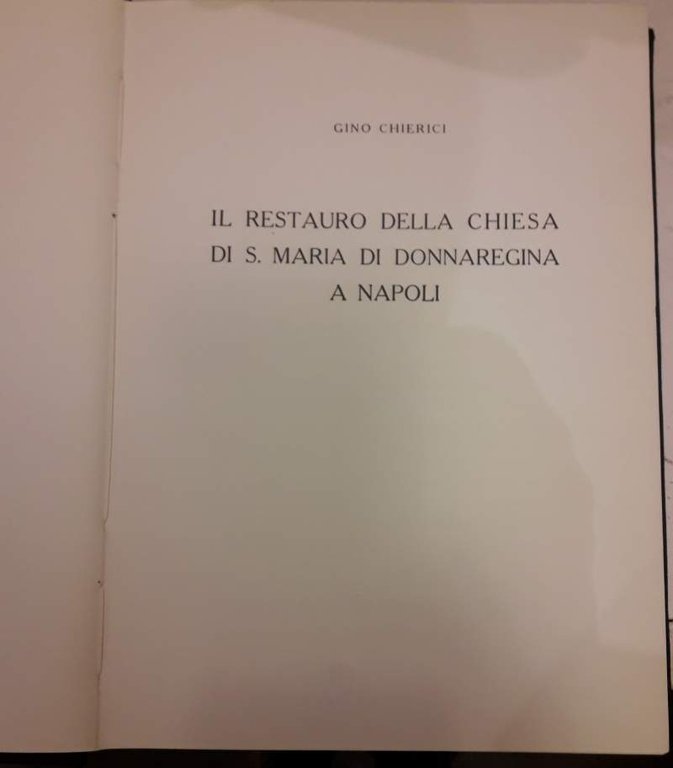 GINO CHIERICI
IL RESTAURO DELLA CHIESA
DI S. MARIA DI DONNAREGINA
A NAPOLI